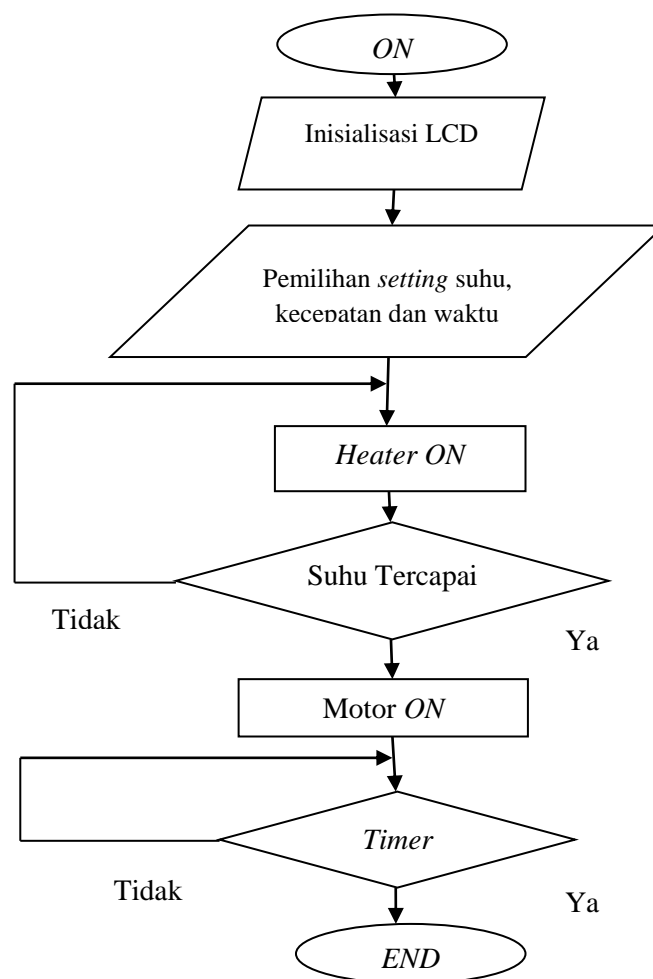 ON
Inisialisasi LCD
Pemilihan setting suhu,
kecepatan dan waktu
Heater ON
Suhu Tercapai
Tidak
Ya
Motor ON
Timer
Tidak
Ya
END